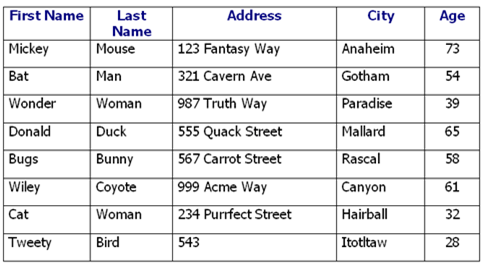 First Name Last Name Address City Age
Mickey Mouse 123 Fantasy Way Anaheim 73
Bat Man 321 Cavern Ave Gotham 54
Wonder Woman 987 Truth Way Paradise 39
Donald Duck 555 Quack Street Mallard 65
Bugs Bunny 567 Carrot Street Rascal 58
Wiley Coyote 999 Acme Way Canyon 61
Cat Woman 234 Purrfect Street Hairball 32
Tweety Bird 543 Itotltaw 28